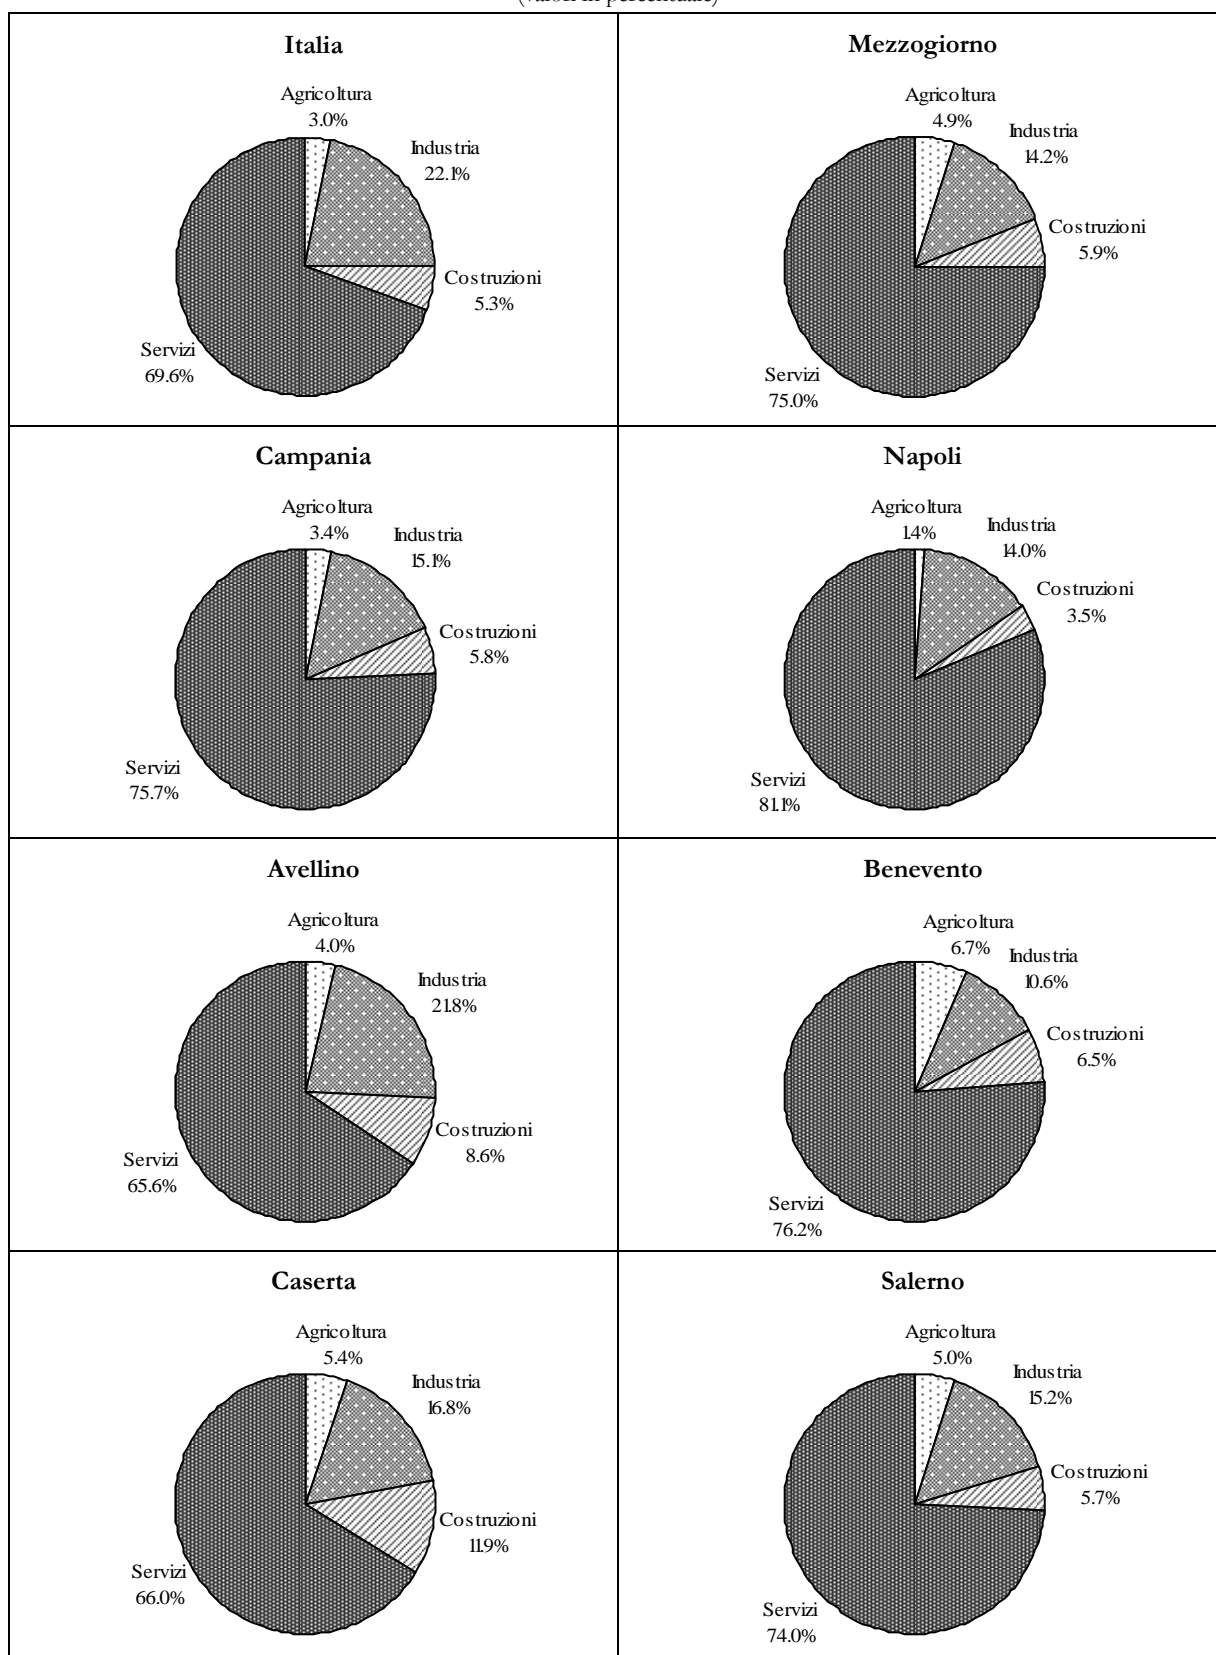 (valori in percentuale)
Italia
Agricoltura
3.0%
Industria
22.1%
Costruzioni
5.3%
Servizi
69.6%
Mezzogiorno
Agricoltura
4.9%
Industria
14.2%
Costruzioni
5.9%
Servizi
75.0%
Campania
Agricoltura
3.4%
Industria
15.1%
Costruzioni
5.8%
Servizi
75.7%
Napoli
Agricoltura
1.4%
Industria
14.0%
Costruzioni
3.5%
Servizi
81.1%
Avellino
Agricoltura
4.0%
Industria
21.8%
Costruzioni
8.6%
Servizi
65.6%
Benevento
Agricoltura
6.7%
Industria
10.6%
Costruzioni
6.5%
Servizi
76.2%
Caserta
Agricoltura
5.4%
Industria
16.8%
Costruzioni
11.9%
Servizi
66.0%
Salerno
Agricoltura
5.0%
Industria
15.2%
Costruzioni
5.7%
Servizi
74.0%